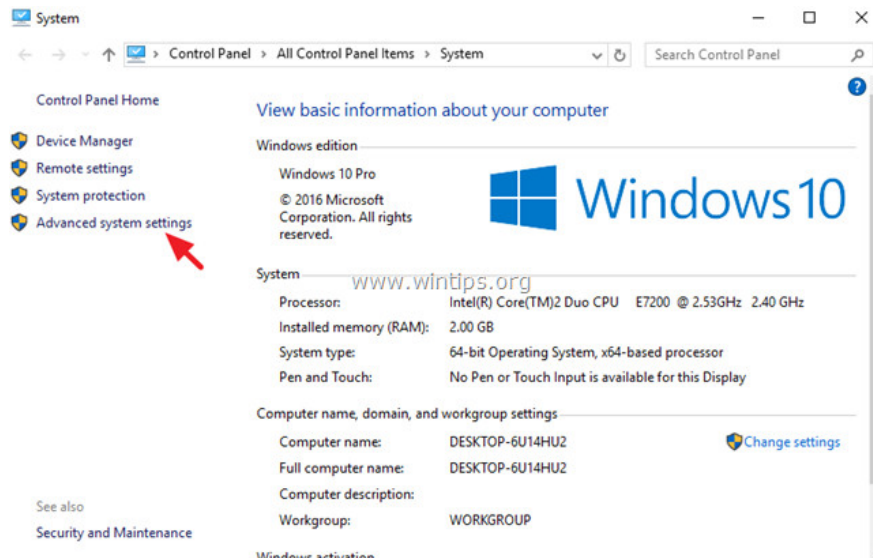 System
Control Panel > All Control Panel Items > System
Search Control Panel
Control Panel Home
Device Manager
Remote settings
System protection
Advanced system settings
See also
Security and Maintenance
?
View basic information about your computer
Windows edition
Windows 10 Pro
© 2016 Microsoft
Corporation. All rights
reserved.
Windows 10
System
www.wintips.org
Processor: Intel(R) Core(TM)2 Duo CPU E7200 @ 2.53GHz 2.40 GHz
Installed memory (RAM): 2.00 GB
System type: 64-bit Operating System, x64-based processor
Pen and Touch: No Pen or Touch Input is available for this Display
Computer name, domain, and workgroup settings
Computer name: DESKTOP-6U14HU2 Change settings
Full computer name: DESKTOP-6U14HU2
Computer description:
Workgroup: WORKGROUP
Windows activation